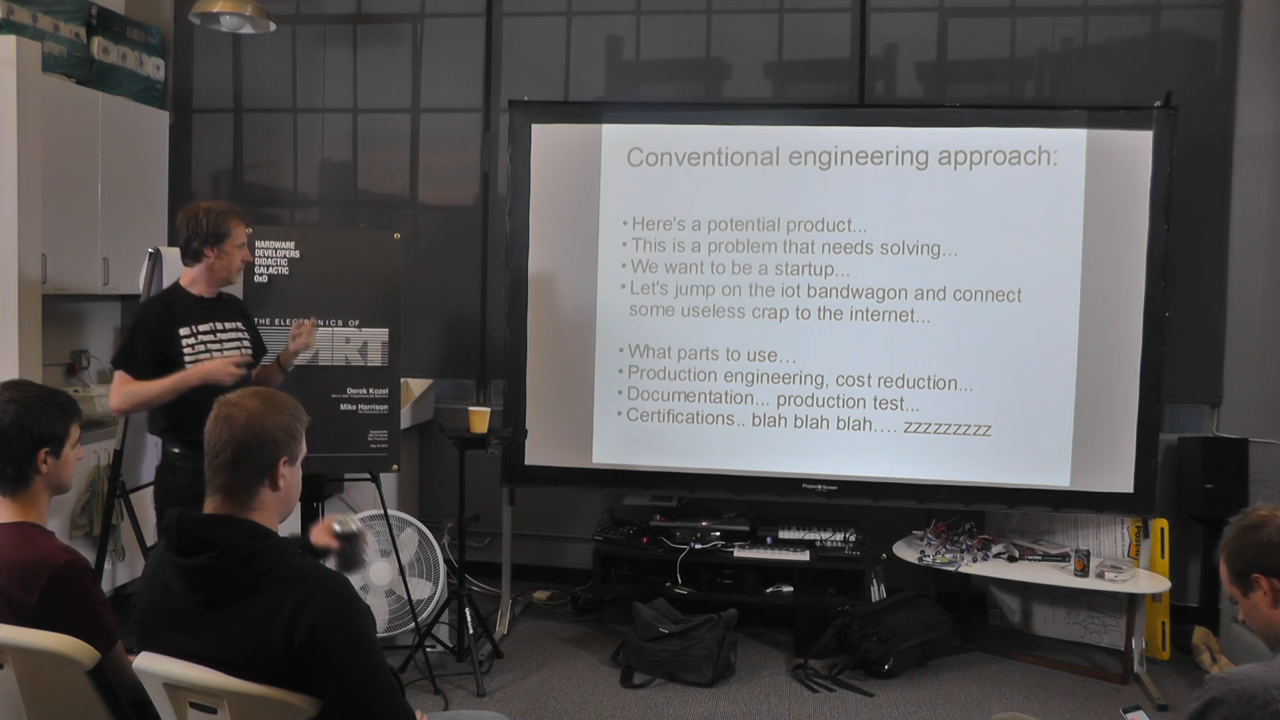 Conventional engineering approach:
• Here's a potential product...
• This is a problem that needs solving...
• We want to be a startup...
• Let's jump on the iot bandwagon and connect
some useless crap to the internet...
• What parts to use...
• Production engineering, cost reduction...
• Documentation... production test...
• Certifications.. blah blah blah.... zzzzzzzzz
HARDWARE
DEVELOPERS
DIDACTIC
GALACTIC
0xD
THE ELECTRONICS OF
Derek Kozel
Mike Harrison